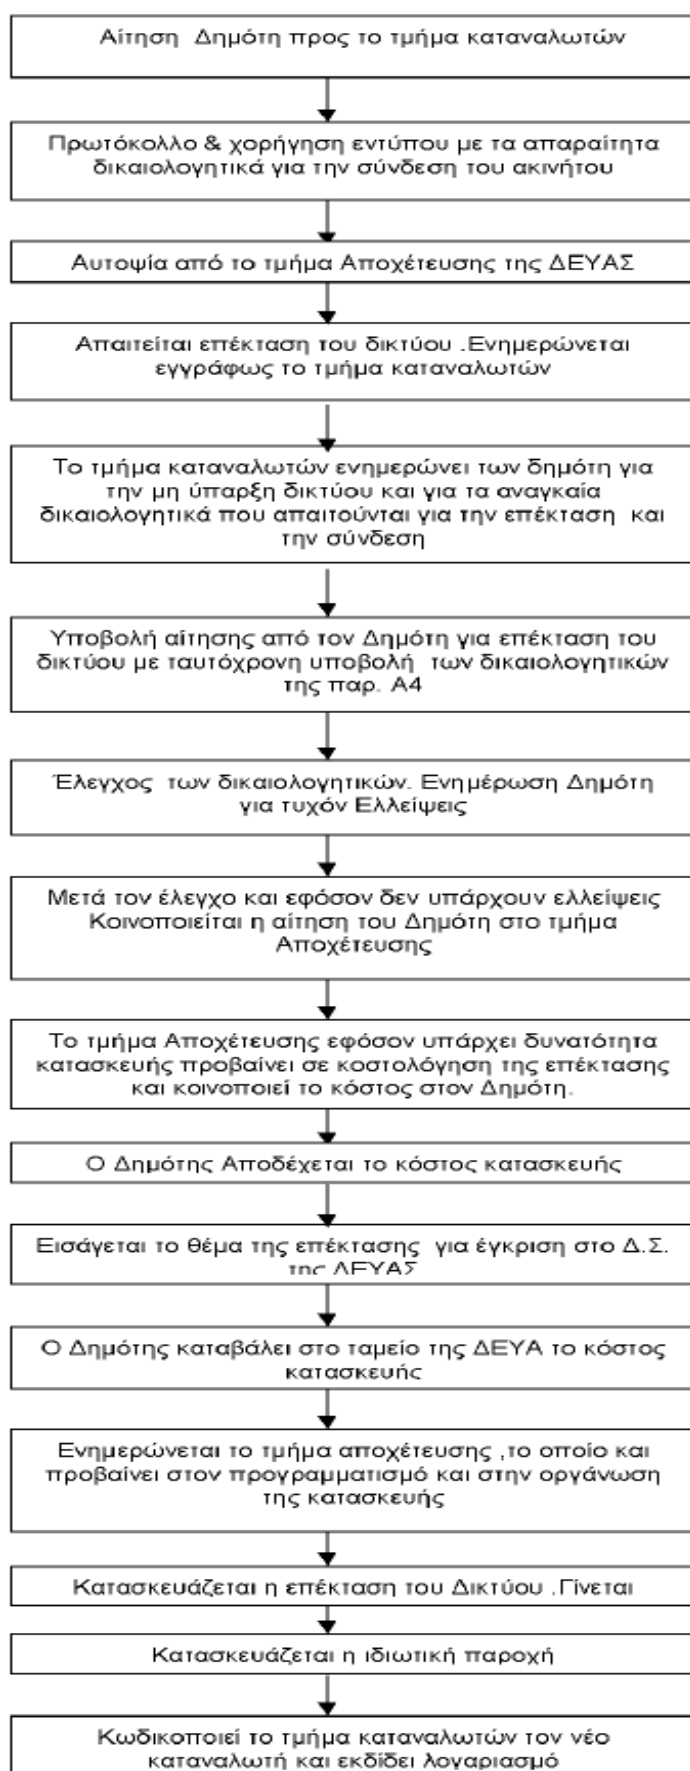 Αίτηση Δημότη προς το τμήμα καταναλωτών
Πρωτόκολλο & χορήγηση εντύπου με τα απαραίτητα
δικαιολογητικά για την σύνδεση του ακινήτου
Αυτοψία από το τμήμα Αποχέτευσης της ΔΕΥΑΣ
Απαιτείται επέκταση του δικτύου .Ενημερώνεται
εγγράφως το τμήμα καταναλωτών
Το τμήμα καταναλωτών ενημερώνει των δημότη για
την μη ύπαρξη δικτύου και για τα αναγκαία
δικαιολογητικά που απαιτούνται για την επέκταση και
την σύνδεση
Υποβολή αίτησης από τον Δημότη για επέκταση του
δικτύου με ταυτόχρονη υποβολή των δικαιολογητικών
της παρ. Α4
Έλεγχος των δικαιολογητικών. Ενημέρωση Δημότη
για τυχόν Ελλείψεις
Μετά τον έλεγχο και εφόσον δεν υπάρχουν ελλείψεις
Κοινοποιείται η αίτηση του Δημότη στο τμήμα
Αποχέτευσης
Το τμήμα Αποχέτευσης εφόσον υπάρχει δυνατότητα
κατασκευής προβαίνει σε κοστολόγηση της επέκτασης
και κοινοποιεί το κόστος στον Δημότη.
Ο Δημότης Αποδέχεται το κόστος κατασκευής
Εισάγεται το θέμα της επέκτασης για έγκριση στο Δ.Σ.
της ΔΕΥΑΣ
Ο Δημότης καταβάλει στο ταμείο της ΔΕΥΑ το κόστος
κατασκευής
Ενημερώνεται το τμήμα αποχέτευσης ,το οποίο και
προβαίνει στον προγραμματισμό και στην οργάνωση
της κατασκευής
Κατασκευάζεται η επέκταση του Δικτύου .Γίνεται
Κατασκευάζεται η ιδιωτική παροχή
Κωδικοποιεί το τμήμα καταναλωτών τον νέο
καταναλωτή και εκδίδει λογαριασμό